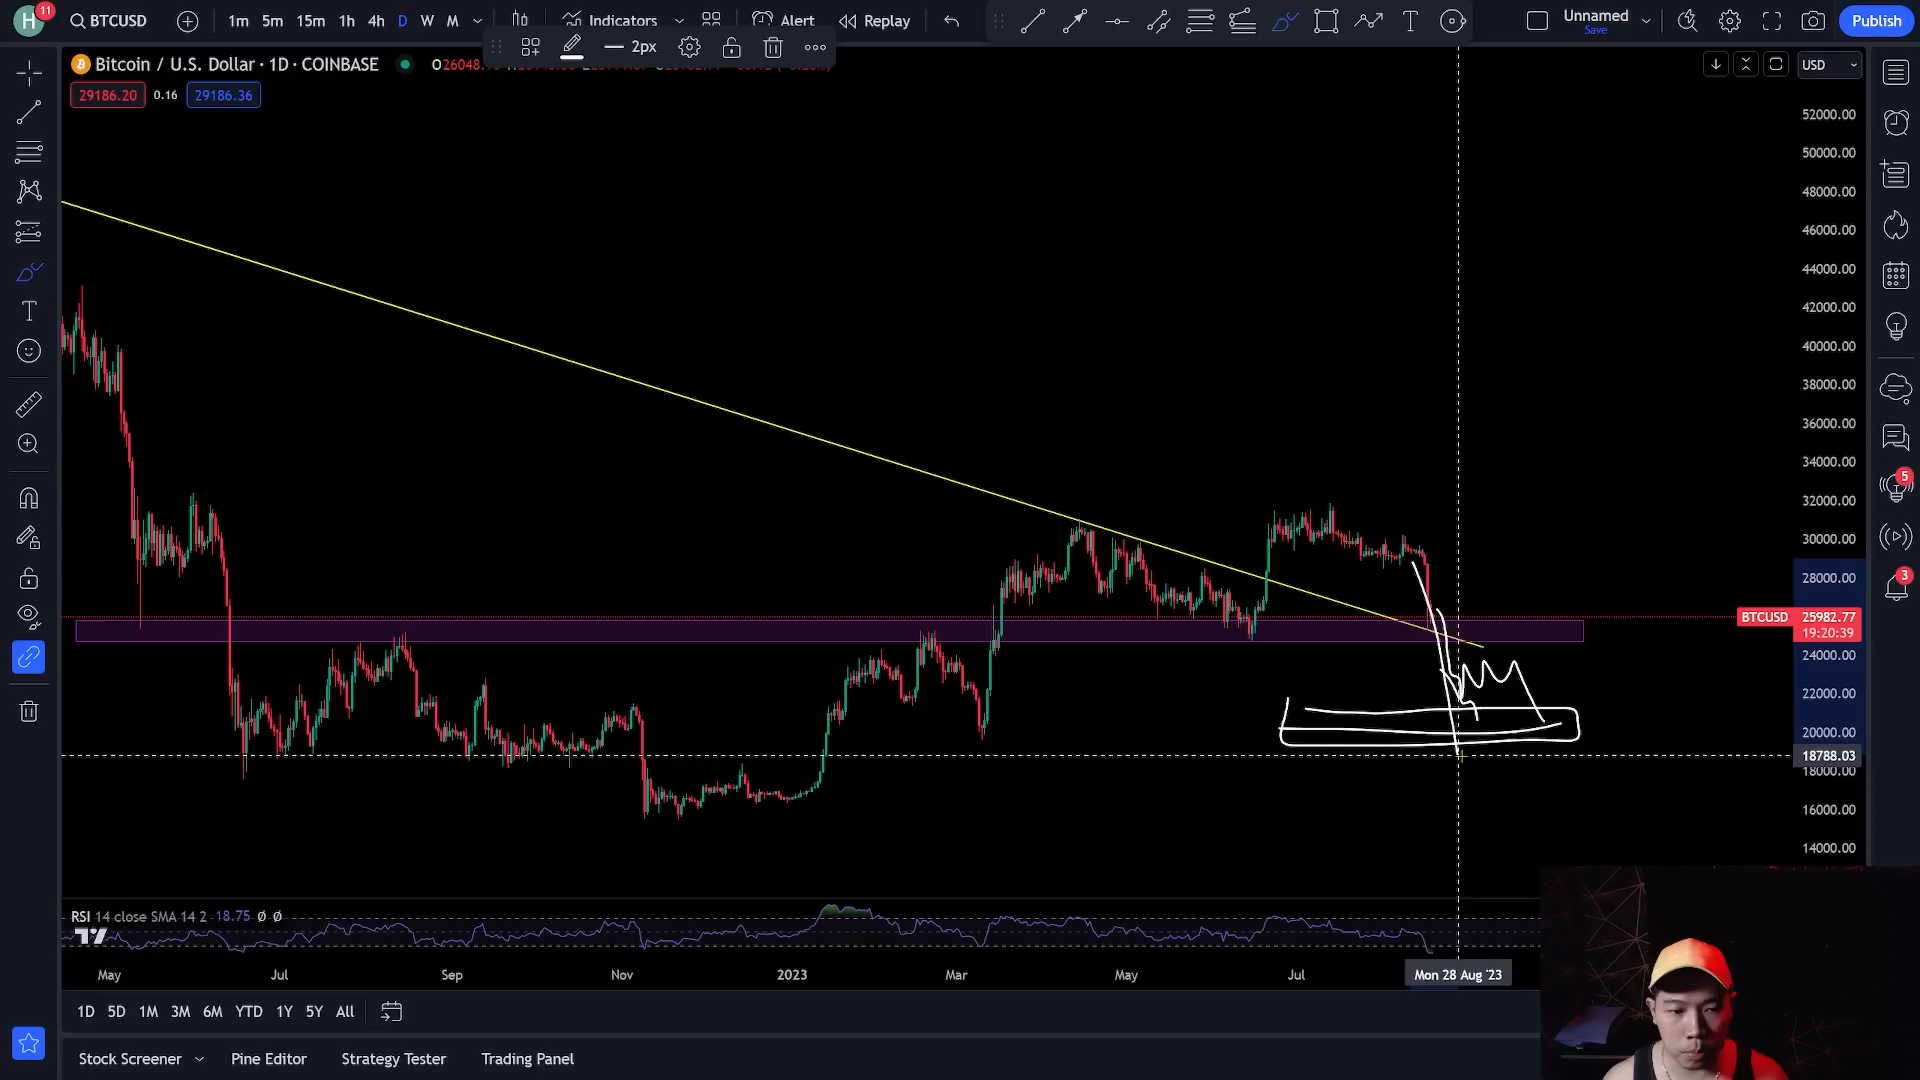 H
11
BTCUSD
1m 5m 15m 1h 4h D W M
Indicators
Alert
Replay
Unnamed
Save
Publish
2px
Bitcoin / U.S. Dollar · 1D · COINBASE
O26048.
USD
29186.20 0.16 29186.36
52000.00
50000.00
48000.00
46000.00
44000.00
42000.00
40000.00
38000.00
36000.00
34000.00
32000.00
30000.00
28000.00
BTCUSD 25982.77
19:20:39
24000.00
22000.00
20000.00
18788.03
18000.00
16000.00
14000.00
5
3
RSI 14 close SMA 14 2 18.75 Ø Ø
May Jul Sep Nov 2023 Mar May Jul Mon 28 Aug '23
1D 5D 1M 3M 6M YTD 1Y 5Y All
Stock Screener Pine Editor Strategy Tester Trading Panel